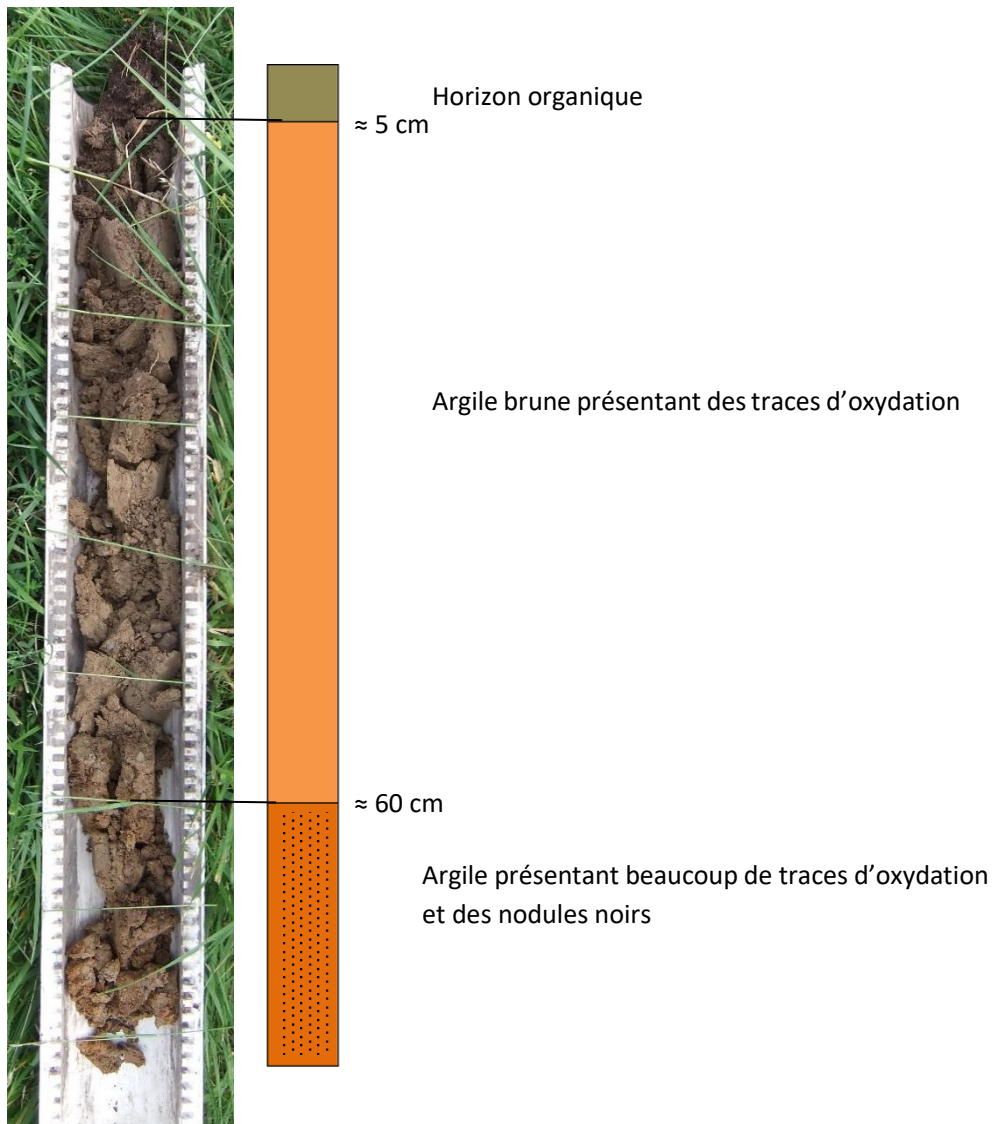 Horizon organique
≈ 5 cm
Argile brune présentant des traces d’oxydation
≈ 60 cm
Argile présentant beaucoup de traces d’oxydation
et des nodules noirs